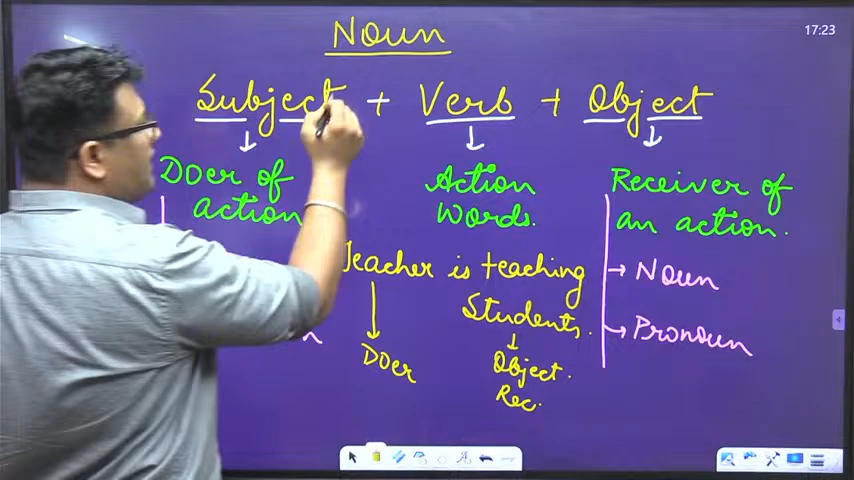 Noun
17:23
Subject + Verb + Object
Doer of
action
Action
Words.
Receiver of
an action.
Teacher is teaching
Students.
Doer
Object.
Rec.
Noun
Pronoun